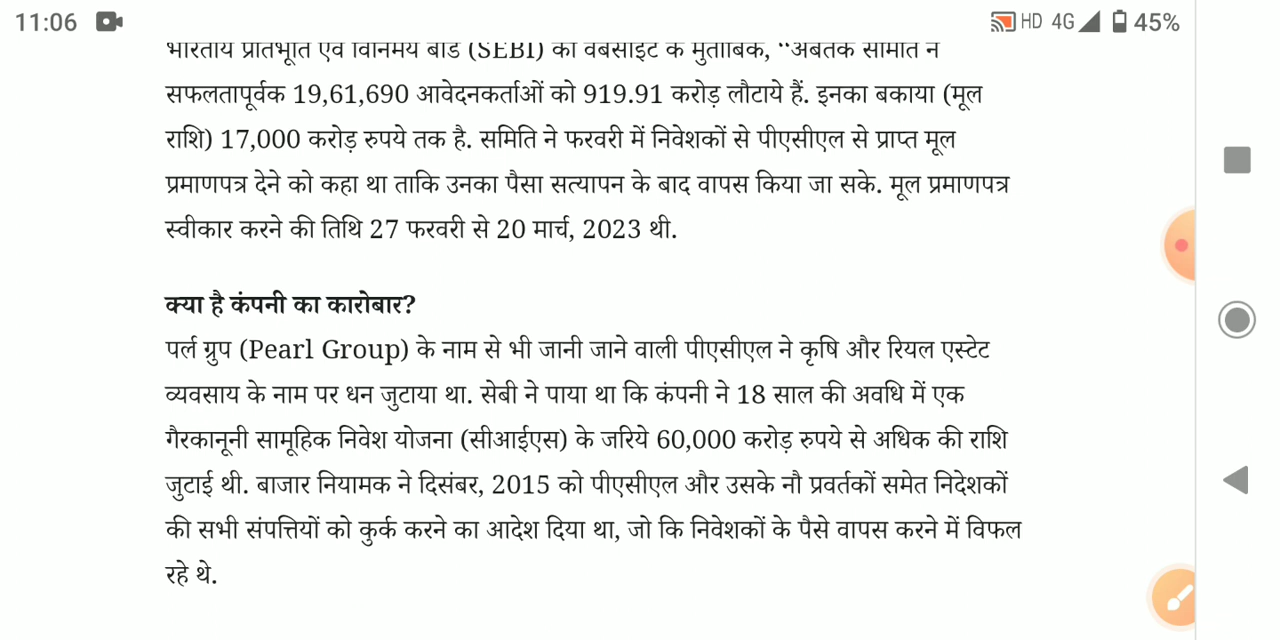 11:06 HD 4G 45%
भारतीय प्रतिभूति एवं विनिमय बोर्ड (SEBI) की वेबसाइट के मुताबिक, ‘‘अबतक समिति ने
सफलतापूर्वक 19,61,690 आवेदनकर्ताओं को 919.91 करोड़ लौटाये हैं. इनका बकाया (मूल
राशि) 17,000 करोड़ रुपये तक है. समिति ने फरवरी में निवेशकों से पीएसीएल से प्राप्त मूल
प्रमाणपत्र देने को कहा था ताकि उनका पैसा सत्यापन के बाद वापस किया जा सके. मूल प्रमाणपत्र
स्वीकार करने की तिथि 27 फरवरी से 20 मार्च, 2023 थी.
क्या है कंपनी का कारोबार?
पर्ल ग्रुप (Pearl Group) के नाम से भी जानी जाने वाली पीएसीएल ने कृषि और रियल एस्टेट
व्यवसाय के नाम पर धन जुटाया था. सेबी ने पाया था कि कंपनी ने 18 साल की अवधि में एक
गैरकानूनी सामूहिक निवेश योजना (सीआईएस) के जरिये 60,000 करोड़ रुपये से अधिक की राशि
जुटाई थी. बाजार नियामक ने दिसंबर, 2015 को पीएसीएल और उसके नौ प्रवर्तकों समेत निदेशकों
की सभी संपत्तियों को कुर्क करने का आदेश दिया था, जो कि निवेशकों के पैसे वापस करने में विफल
रहे थे.